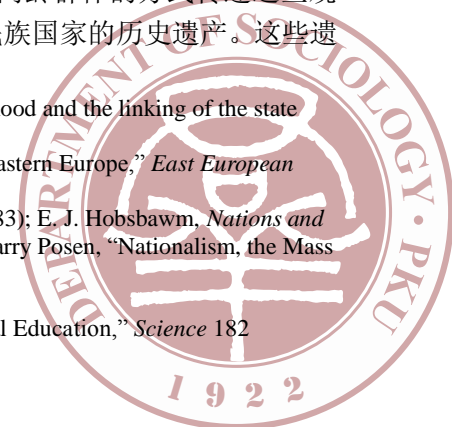 族国家的历史遗产。这些遗
ood and the linking of the state
astern Europe,” East European
83); E. J. Hobsbawm, Nations and
arry Posen, “Nationalism, the Mass
l Education,” Science 182
DEPARTMENT OF SOCIOLOGY · PKU
1922